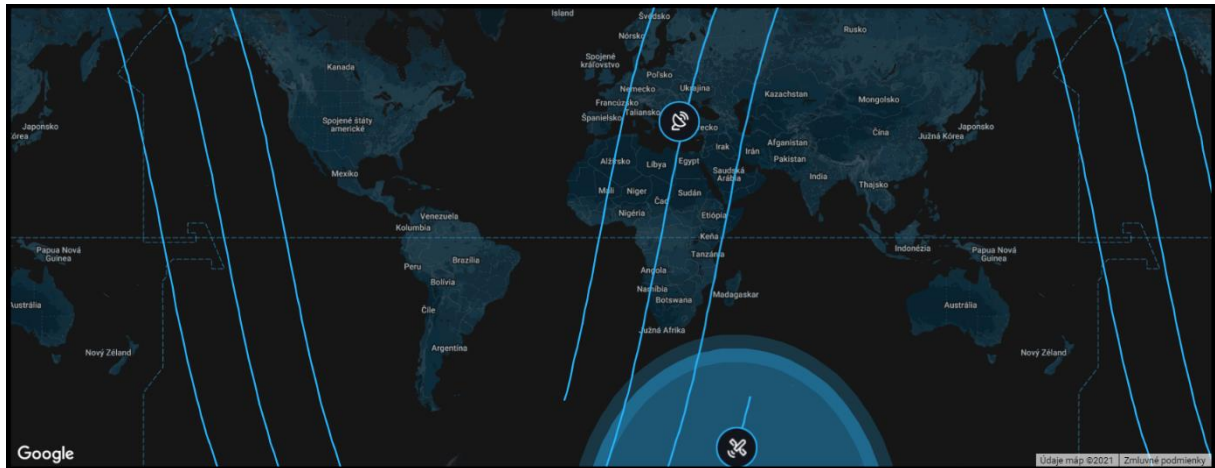 Island
Švédsko
Rusko
Nórsko
Spojené
kráľovstvo
Kanada
Poľsko
Nemecko
Ukrajina
Kazachstan
Mongolsko
Francúzsko
Taliansko
Španielsko
Japonsko
Spojené štáty
americké
Čína
Južná Kórea
Japonsko
Irak
Irán
Afganistan
Pakistan
Alžírsko
Líbya
Egypt
Saudská
Arábia
India
Mexiko
Thajsko
Mali
Niger
Čad
Sudán
Nigéria
Etiópia
Venezuela
Kolumbia
Keňa
Papua Nová
Guinea
Indonézia
Papua Nová
Guinea
Brazília
Tanzánia
Peru
Angola
Bolívia
Namíbia
Botswana
Madagaskar
Austrália
Austrália
Čile
Južná Afrika
Argentína
Nový Zéland
Nový Zéland
Google
Údaje máp ©2021
Zmluvné podmienky